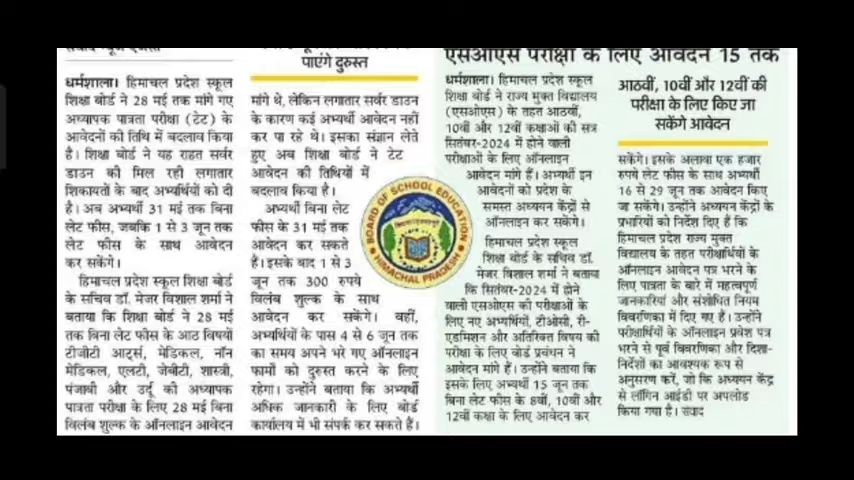 पाएंगे दुरुस्त
धर्मशाला। हिमाचल प्रदेश स्कूल
शिक्षा बोर्ड ने 28 मई तक मांगे गए
अध्यापक पात्रता परीक्षा (टेट) के
आवेदनों की तिथि में बदलाव किया
है। शिक्षा बोर्ड ने यह राहत सर्वर
डाउन की मिल रही लगातार
शिकायतों के बाद अभ्यर्थियों को दी
है। अब अभ्यर्थी 31 मई तक बिना
लेट फीस, जबकि 1 से 3 जून तक
लेट फीस के साथ आवेदन
कर सकेंगे।
हिमाचल प्रदेश स्कूल शिक्षा बोर्ड
के सचिव डॉ. मेजर विशाल शर्मा ने
बताया कि शिक्षा बोर्ड ने 28 मई
तक बिना लेट फीस के आठ विषयों
टीजीटी आर्ट्स, मेडिकल, नॉन
मेडिकल, एलटी, जेबीटी, शास्त्री,
पंजाबी और उर्दू की अध्यापक
पात्रता परीक्षा के लिए 28 मई बिना
विलंब शुल्क के ऑनलाइन आवेदन
मांगे थे, लेकिन लगातार सर्वर डाउन
के कारण कई अभ्यर्थी आवेदन नहीं
कर पा रहे थे। इसका संज्ञान लेते
हुए अब शिक्षा बोर्ड ने टेट
आवेदन की तिथियों में
बदलाव किया है।
अभ्यर्थी बिना लेट
फीस के 31 मई तक
आवेदन कर सकते
हैं। इसके बाद 1 से 3
जून तक 300 रुपये
विलंब शुल्क के साथ
आवेदन कर सकेंगे। वहीं,
अभ्यर्थियों के पास 4 से 6 जून तक
का समय अपने भरे गए ऑनलाइन
फार्मों को दुरुस्त करने के लिए
रहेगा। उन्होंने बताया कि अभ्यर्थी
अधिक जानकारी के लिए बोर्ड
कार्यालय में भी संपर्क कर सकते हैं।
BOARD OF SCHOOL EDUCATION
HIMACHAL PRADESH
एसओएस परीक्षा के लिए आवेदन 15 तक
धर्मशाला। हिमाचल प्रदेश स्कूल
शिक्षा बोर्ड ने राज्य मुक्त विद्यालय
(एसओएस) के तहत आठवीं,
10वीं और 12वीं कक्षाओं की सत्र
सितंबर-2024 में होने वाली
परीक्षाओं के लिए ऑनलाइन
आवेदन मांगे हैं। अभ्यर्थी इन
आवेदनों को प्रदेश के
समस्त अध्ययन केंद्रों से
ऑनलाइन कर सकेंगे।
हिमाचल प्रदेश स्कूल
शिक्षा बोर्ड के सचिव डॉ.
मेजर विशाल शर्मा ने बताया
कि सितंबर-2024 में होने
वाली एसओएस की परीक्षाओं के
लिए नए अभ्यर्थियों, टीओसी, री-
एडमिशन और अतिरिक्त विषय की
परीक्षा के लिए बोर्ड प्रबंधन ने
आवेदन मांगे हैं। उन्होंने बताया कि
इसके लिए अभ्यर्थी 15 जून तक
बिना लेट फीस के 8वीं, 10वीं और
12वीं कक्षा के लिए आवेदन कर
आठवीं, 10वीं और 12वीं की
परीक्षा के लिए किए जा
सकेंगे आवेदन
सकेंगे। इसके अलावा एक हजार
रुपये लेट फीस के साथ अभ्यर्थी
16 से 29 जून तक आवेदन किए
जा सकेंगे। उन्होंने अध्ययन केंद्रों के
प्रभारियों को निर्देश दिए हैं कि
हिमाचल प्रदेश राज्य मुक्त
विद्यालय के तहत परीक्षार्थियों के
ऑनलाइन आवेदन पत्र भरने के
लिए पात्रता के बारे में महत्वपूर्ण
जानकारियां और संशोधित नियम
विवरणिका में दिए गए हैं। उन्होंने
परीक्षार्थियों के ऑनलाइन प्रवेश पत्र
भरने से पूर्व विवरणिका और दिशा-
निर्देशों का आवश्यक रूप से
अनुसरण करें, जो कि अध्ययन केंद्र
से लॉगिन आईडी पर अपलोड
किया गया है। संवाद